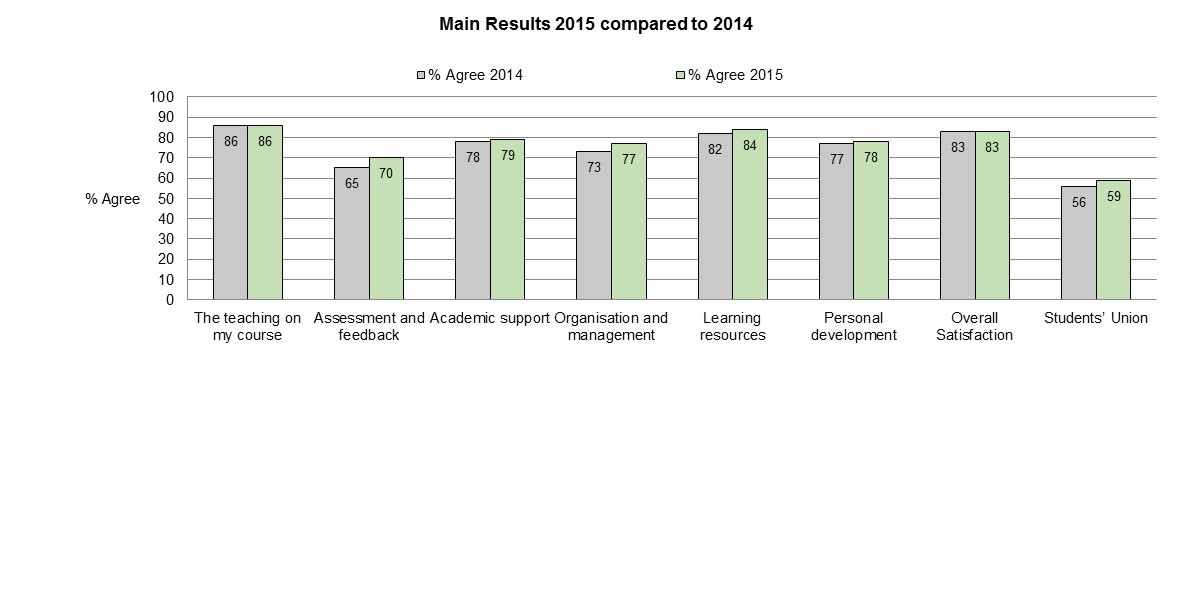 Main Results 2015 compared to 2014
% Agree 2014
% Agree 2015
100
90
80
70
60
50
40
30
20
10
0
% Agree
86
86
65
70
78
79
73
77
82
84
77
78
83
83
56
59
The teaching on
my course
Assessment and
feedback
Academic support
Organisation and
management
Learning
resources
Personal
development
Overall
Satisfaction
Students’ Union